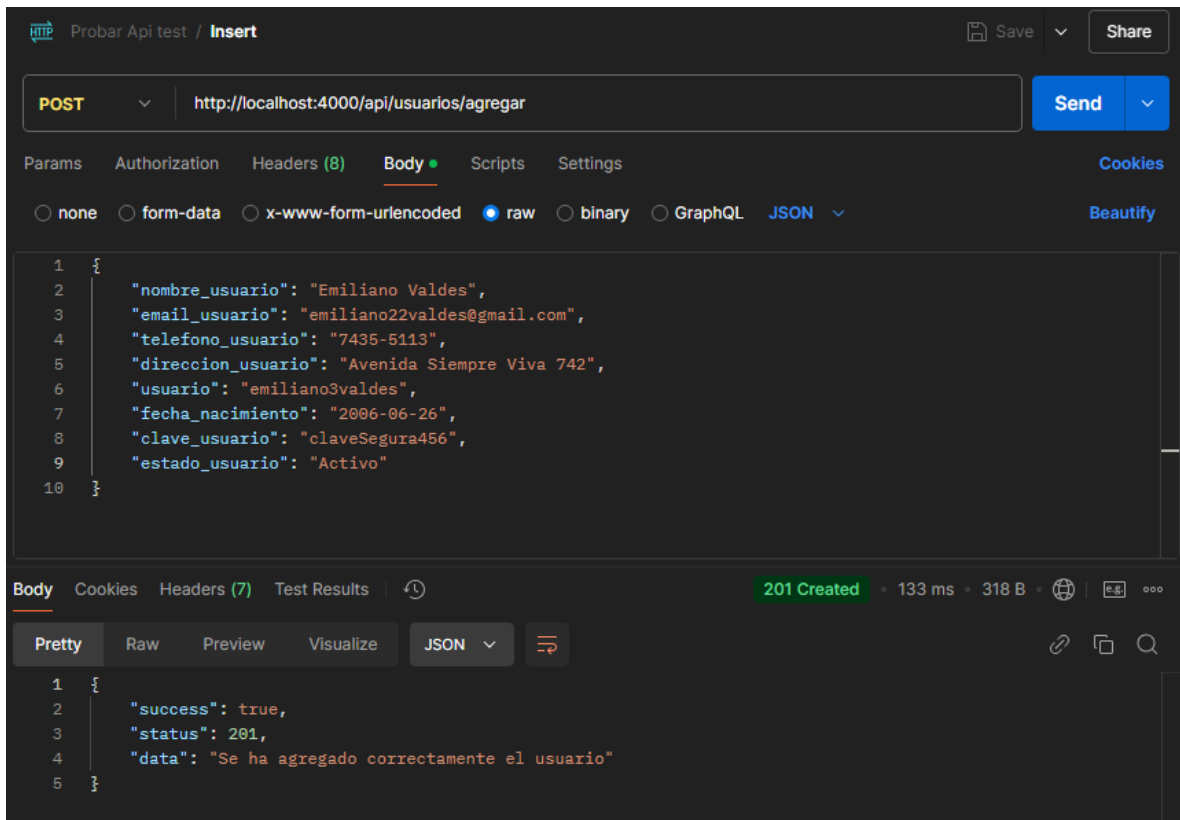 HTTP Probar Api test / Insert Save Share
POST http://localhost:4000/api/usuarios/agregar Send
Params Authorization Headers (8) Body Scripts Settings Cookies
none form-data x-www-form-urlencoded raw binary GraphQL JSON Beautify
1 {
2 "nombre_usuario": "Emiliano Valdes",
3 "email_usuario": "emiliano22valdes@gmail.com",
4 "telefono_usuario": "7435-5113",
5 "direccion_usuario": "Avenida Siempre Viva 742",
6 "usuario": "emiliano3valdes",
7 "fecha_nacimiento": "2006-06-26",
8 "clave_usuario": "claveSegura456",
9 "estado_usuario": "Activo"
10 }
Body Cookies Headers (7) Test Results 201 Created 133 ms 318 B e.g.
Pretty Raw Preview Visualize JSON
1 {
2 "success": true,
3 "status": 201,
4 "data": "Se ha agregado correctamente el usuario"
5 }